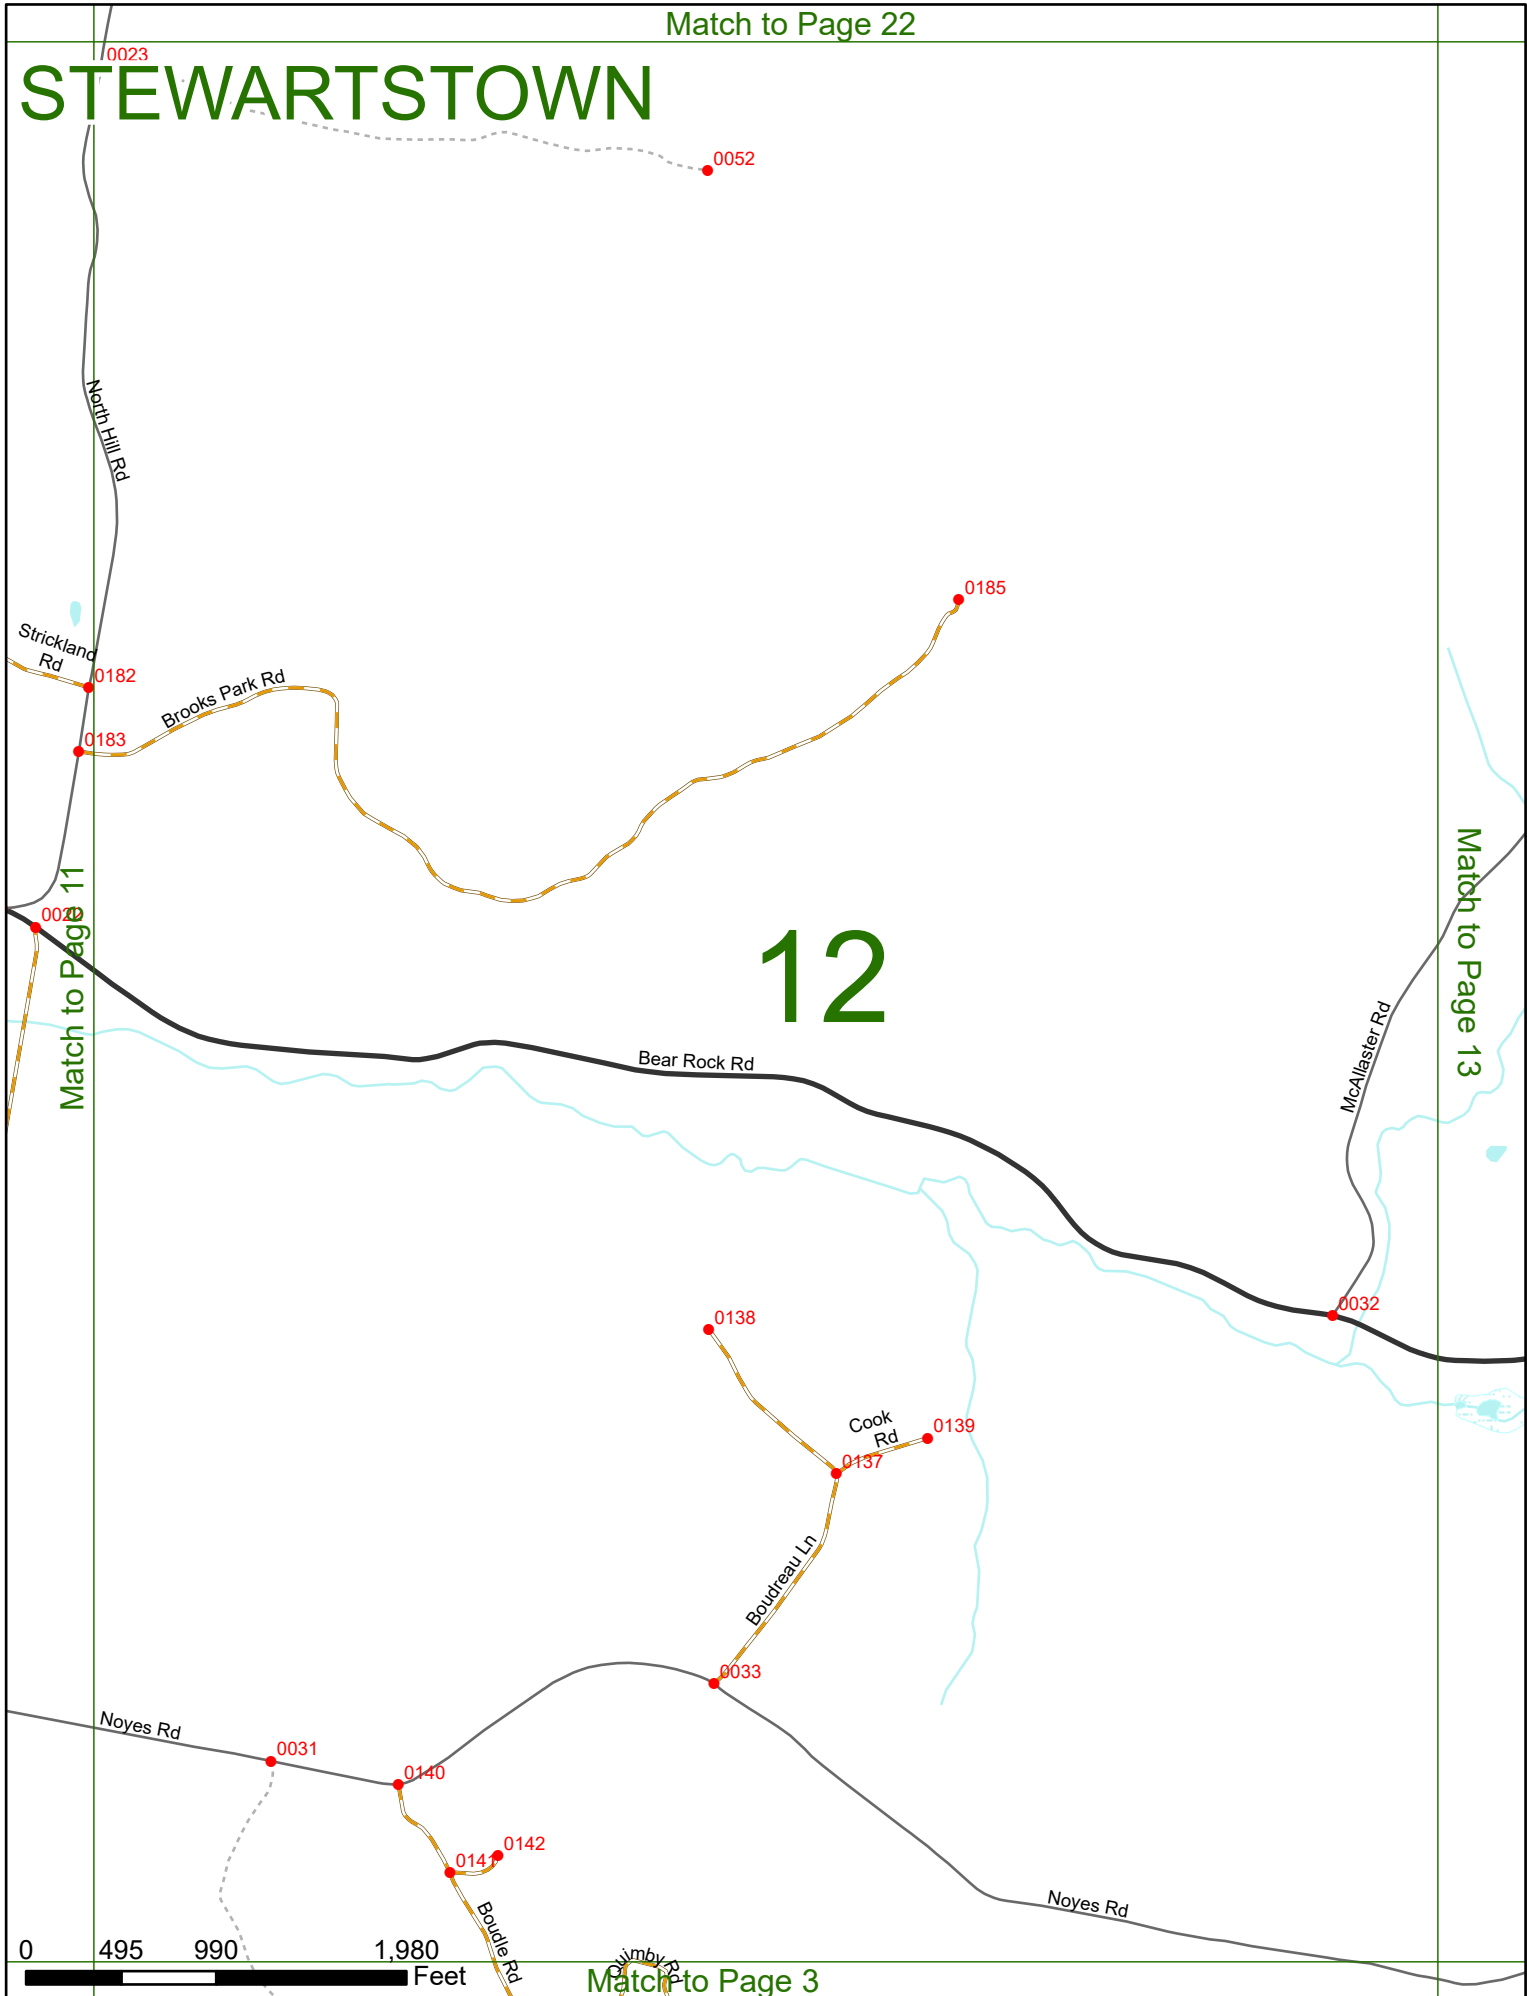 Match to Page 22
0023
STEWARTSTOWN
0052
North Hill Rd
0185
Strickland
Rd
0182
Brooks Park Rd
0183
Match to Page 11
Match to Page 13
12
McAllaster Rd
Bear Rock Rd
0032
0138
Cook
Rd
0139
0137
Boudreau Ln
0033
Noyes Rd
0031
0140
0142
0141
Boudle Rd
Noyes Rd
Quimby Rd
0 495 990 1,980
Feet
Match to Page 3